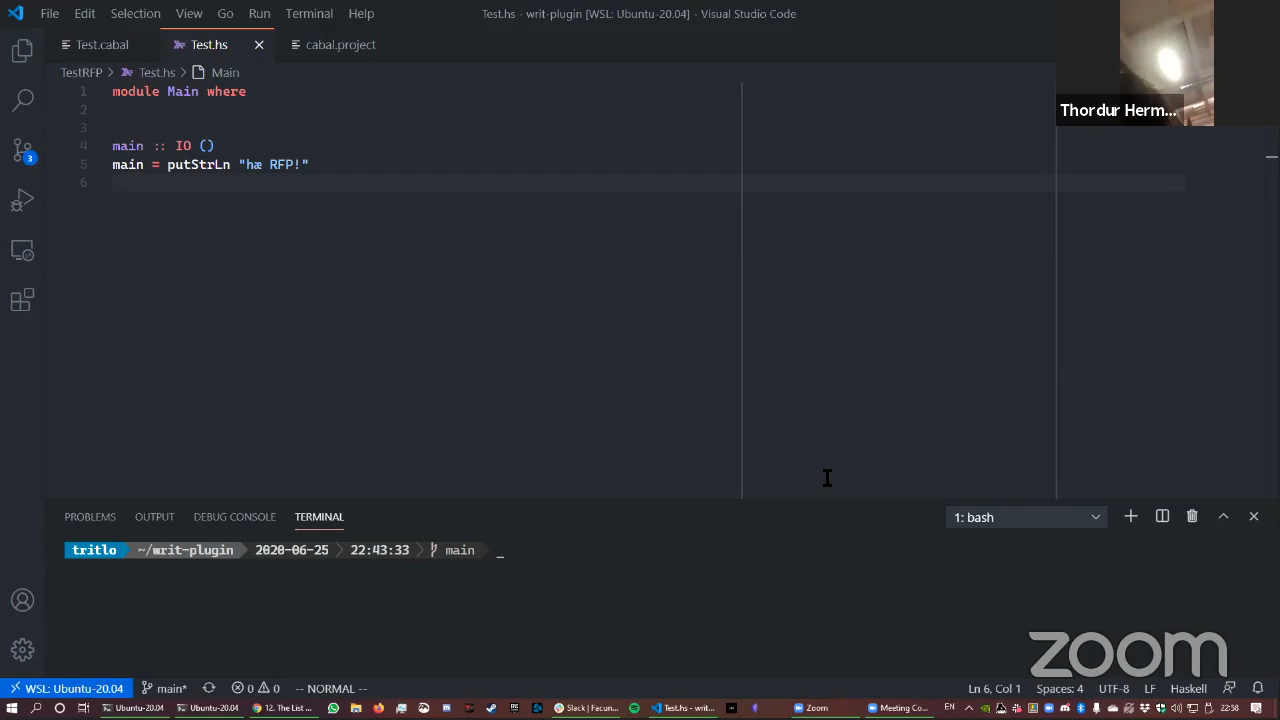 File Edit Selection View Go Run Terminal Help
Test.hs - writ-plugin [WSL: Ubuntu-20.04] - Visual Studio Code
Test.cabal
Test.hs
cabal.project
TestRFP > Test.hs > Main
1 module Main where
2
3
4 main :: IO ()
5 main = putStrLn "hæ RFP!"
6
3
Thordur Herm...
PROBLEMS OUTPUT DEBUG CONSOLE TERMINAL
1: bash
tritlo ~/writ-plugin 2020-06-25 22:43:33 main _
zoom
WSL: Ubuntu-20.04 main* 0 0 -- NORMAL --
Ln 6, Col 1 Spaces: 4 UTF-8 LF Haskell
Ubuntu-20.04 Ubuntu-20.04 12. The List ... Slack | Facun... Test.hs - writ-... Zoom Meeting Co... EN 22:58